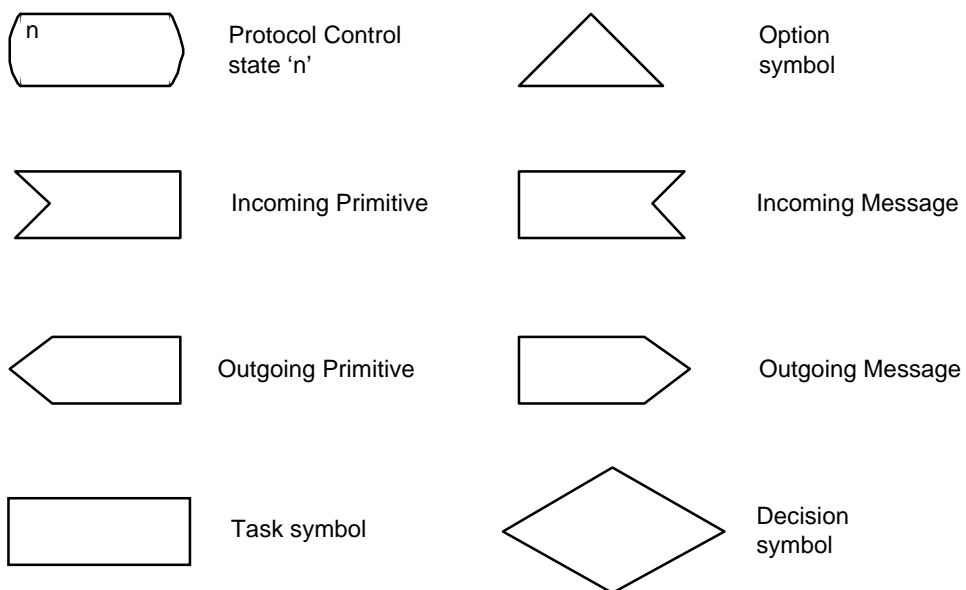 n
Protocol Control
state ‘n’
Option
symbol
Incoming Primitive
Incoming Message
Outgoing Primitive
Outgoing Message
Task symbol
Decision
symbol